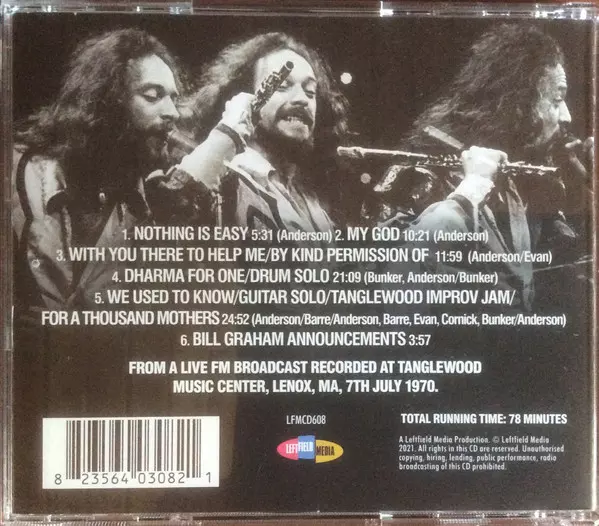 1. NOTHING IS EASY 5:31 (Anderson) 2. MY GOD 10:21 (Anderson)
3. WITH YOU THERE TO HELP ME/BY KIND PERMISSION OF 11:59 (Anderson/Evan)
4. DHARMA FOR ONE/DRUM SOLO 21:09 (Bunker, Anderson/Bunker)
5. WE USED TO KNOW/GUITAR SOLO/TANGLEWOOD IMPROV JAM/
FOR A THOUSAND MOTHERS 24:52 (Anderson/Barre/Anderson, Barre, Evan, Cornick, Bunker/Anderson)
6. BILL GRAHAM ANNOUNCEMENTS 3:57
FROM A LIVE FM BROADCAST RECORDED AT TANGLEWOOD
MUSIC CENTER, LENOX, MA, 7TH JULY 1970.
8 23564 03082 1
LFMCD608
LEFTFIELD MEDIA
TOTAL RUNNING TIME: 78 MINUTES
A Leftfield Media Production. © Leftfield Media
2021. All rights in this CD are reserved. Unauthorised
copying, hiring, lending, public performance, radio
broadcasting of this CD prohibited.